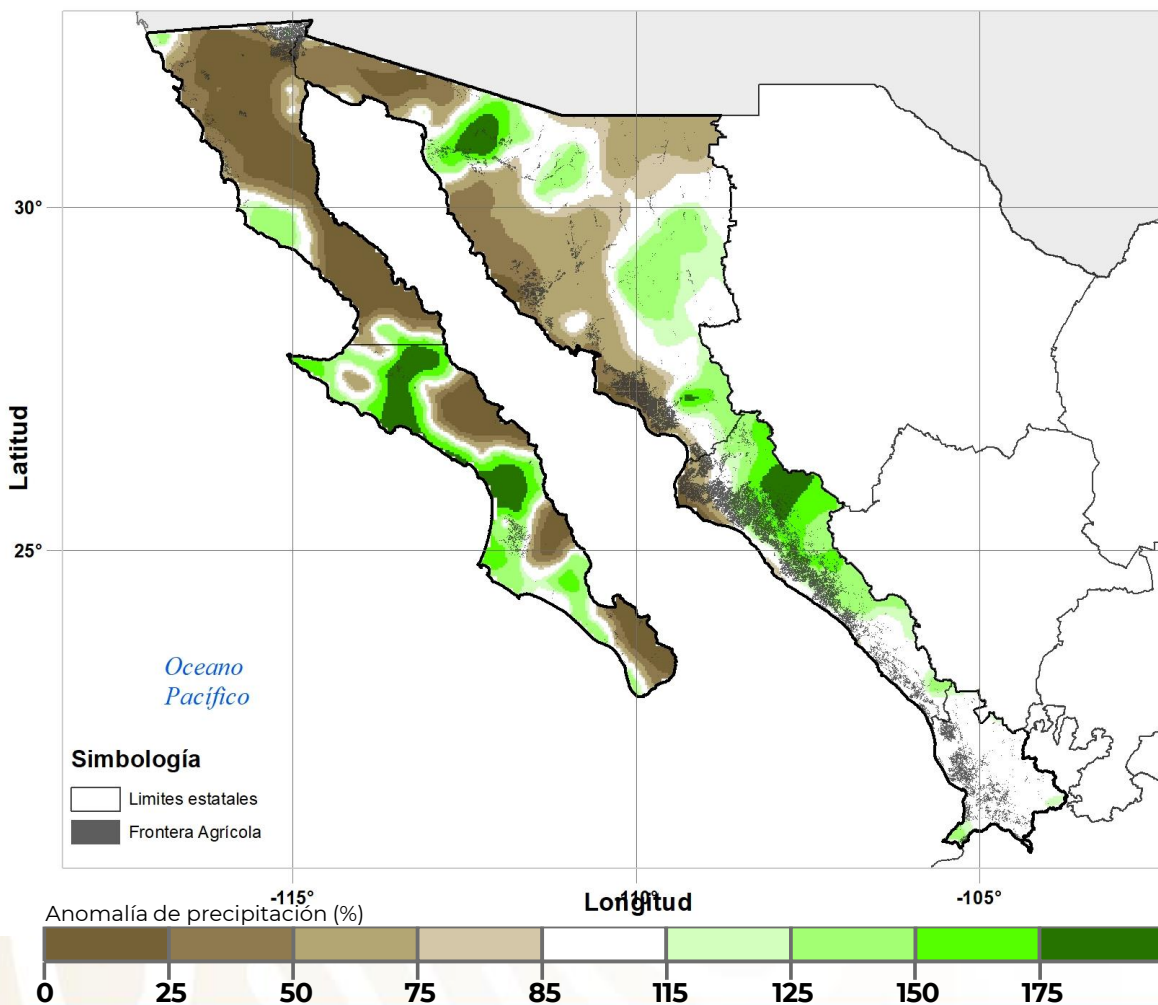 30°
Latitud
25°
Oceano
Pacífico
Simbología
Limites estatales
Frontera Agrícola
-115°
-110°
-105°
Longitud
Anomalía de precipitación (%)
0 25 50 75 85 115 125 150 175